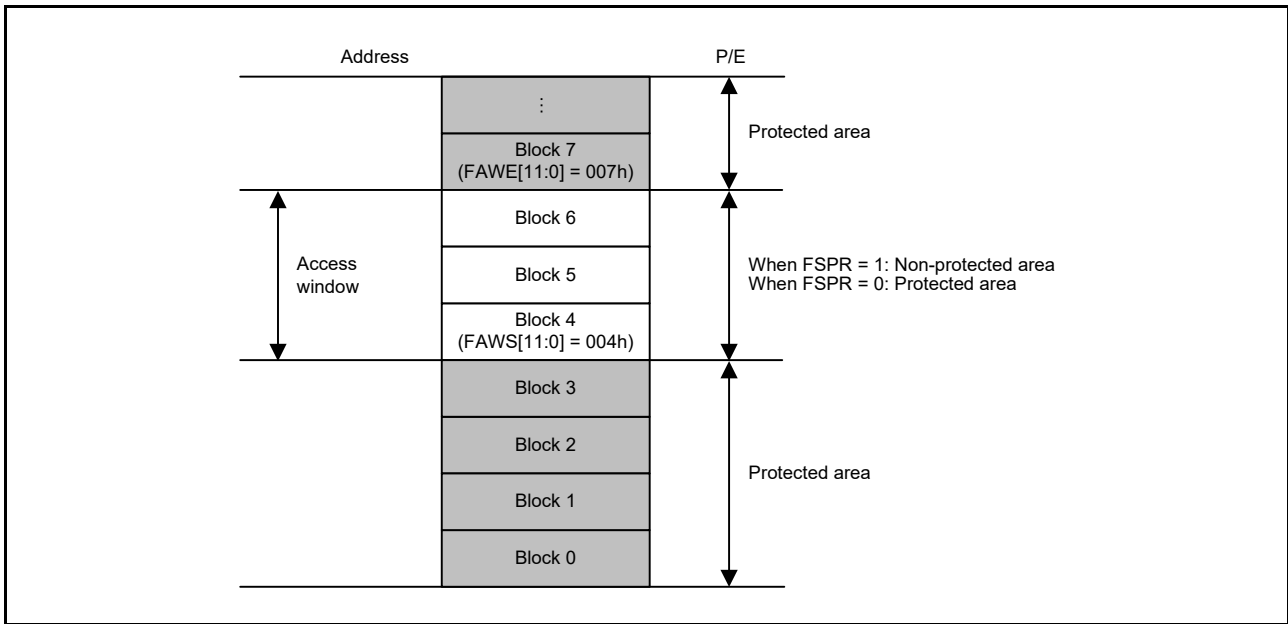 Address
P/E
⋮
Protected area
Block 7
(FAWE[11:0] = 007h)
Block 6
Access
window
Block 5
When FSPR = 1: Non-protected area
When FSPR = 0: Protected area
Block 4
(FAWS[11:0] = 004h)
Block 3
Block 2
Protected area
Block 1
Block 0